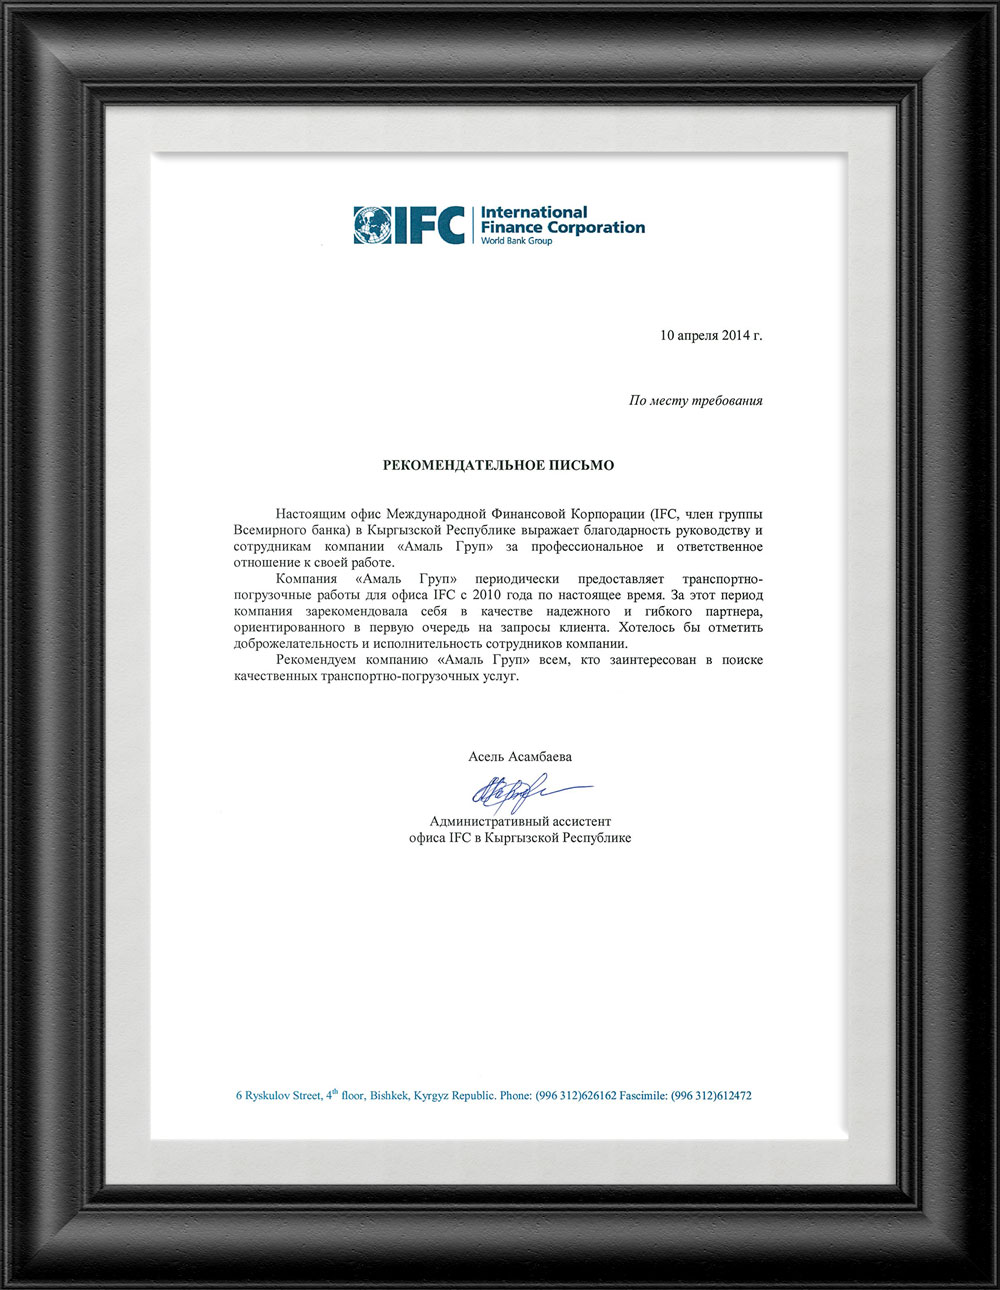 IFC
International
Finance Corporation
World Bank Group
10 апреля 2014 г.
По месту требования
РЕКОМЕНДАТЕЛЬНОЕ ПИСЬМО
Настоящим офис Международной Финансовой Корпорации (IFC, член группы
Всемирного банка) в Кыргызской Республике выражает благодарность руководству и
сотрудникам компании «Амаль Груп» за профессиональное и ответственное
отношение к своей работе.
Компания «Амаль Груп» периодически предоставляет транспортно-
погрузочные работы для офиса IFC с 2010 года по настоящее время. За этот период
компания зарекомендовала себя в качестве надежного и гибкого партнера,
ориентированного в первую очередь на запросы клиента. Хотелось бы отметить
доброжелательность и исполнительность сотрудников компании.
Рекомендуем компанию «Амаль Груп» всем, кто заинтересован в поиске
качественных транспортно-погрузочных услуг.
Асель Асамбаева
Административный ассистент
офиса IFC в Кыргызской Республике
6 Ryskulov Street, 4th floor, Bishkek, Kyrgyz Republic. Phone: (996 312)626162 Fascimile: (996 312)612472